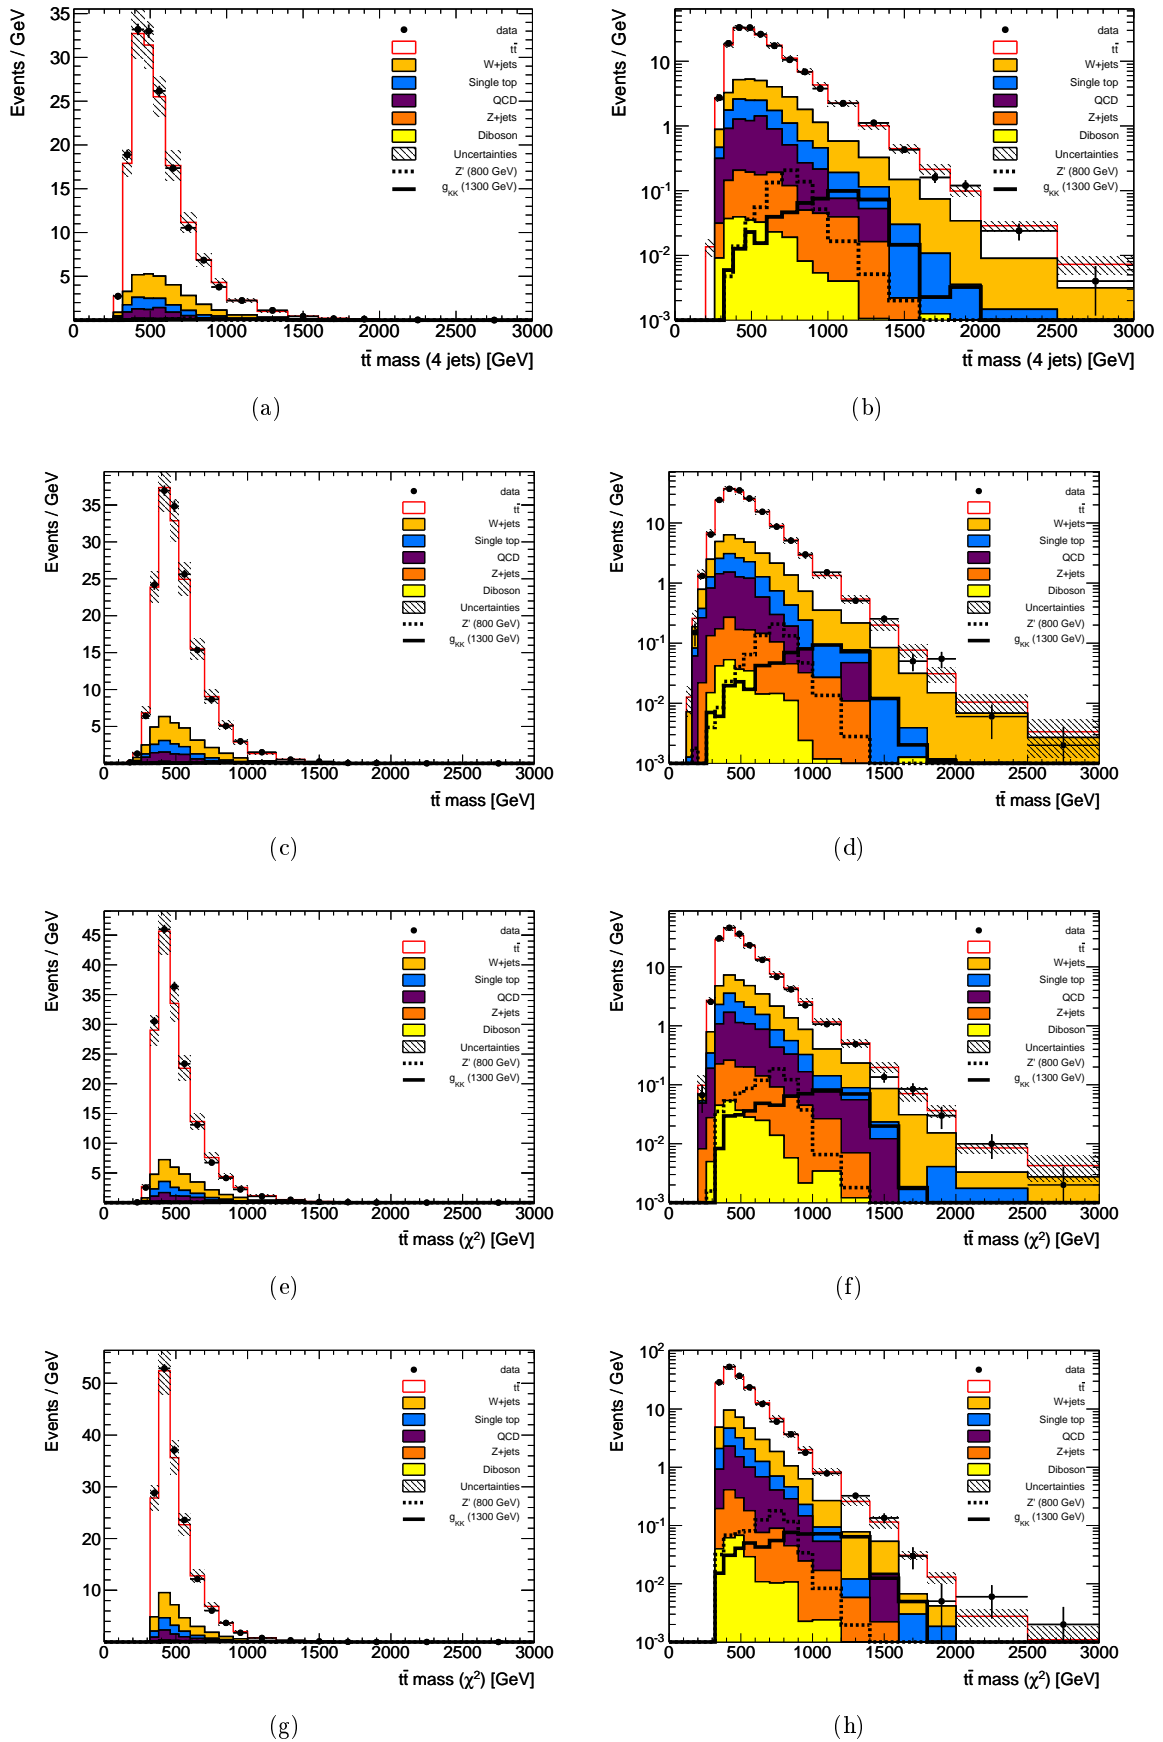 Events / GeV
35
30
25
20
15
10
5
0 500 1000 1500 2000 2500 3000
tt̄ mass (4 jets) [GeV]
data
tt̄
W+jets
Single top
QCD
Z+jets
Diboson
Uncertainties
Z' (800 GeV)
g_KK (1300 GeV)
(a)
Events / GeV
10
1
10⁻¹
10⁻²
10⁻³
0 500 1000 1500 2000 2500 3000
tt̄ mass (4 jets) [GeV]
data
tt̄
W+jets
Single top
QCD
Z+jets
Diboson
Uncertainties
Z' (800 GeV)
g_KK (1300 GeV)
(b)
Events / GeV
35
30
25
20
15
10
5
0 500 1000 1500 2000 2500 3000
tt̄ mass [GeV]
data
tt̄
W+jets
Single top
QCD
Z+jets
Diboson
Uncertainties
Z' (800 GeV)
g_KK (1300 GeV)
(c)
Events / GeV
10
1
10⁻¹
10⁻²
10⁻³
0 500 1000 1500 2000 2500 3000
tt̄ mass [GeV]
data
tt̄
W+jets
Single top
QCD
Z+jets
Diboson
Uncertainties
Z' (800 GeV)
g_KK (1300 GeV)
(d)
Events / GeV
45
40
35
30
25
20
15
10
5
0 500 1000 1500 2000 2500 3000
tt̄ mass (χ²) [GeV]
data
tt̄
W+jets
Single top
QCD
Z+jets
Diboson
Uncertainties
Z' (800 GeV)
g_KK (1300 GeV)
(e)
Events / GeV
10
1
10⁻¹
10⁻²
10⁻³
0 500 1000 1500 2000 2500 3000
tt̄ mass (χ²) [GeV]
data
tt̄
W+jets
Single top
QCD
Z+jets
Diboson
Uncertainties
Z' (800 GeV)
g_KK (1300 GeV)
(f)
Events / GeV
50
40
30
20
10
0
0 500 1000 1500 2000 2500 3000
tt̄ mass (χ²) [GeV]
data
tt̄
W+jets
Single top
QCD
Z+jets
Diboson
Uncertainties
Z' (800 GeV)
g_KK (1300 GeV)
(g)
Events / GeV
10²
10
1
10⁻¹
10⁻²
10⁻³
0 500 1000 1500 2000 2500 3000
tt̄ mass (χ²) [GeV]
data
tt̄
W+jets
Single top
QCD
Z+jets
Diboson
Uncertainties
Z' (800 GeV)
g_KK (1300 GeV)
(h)